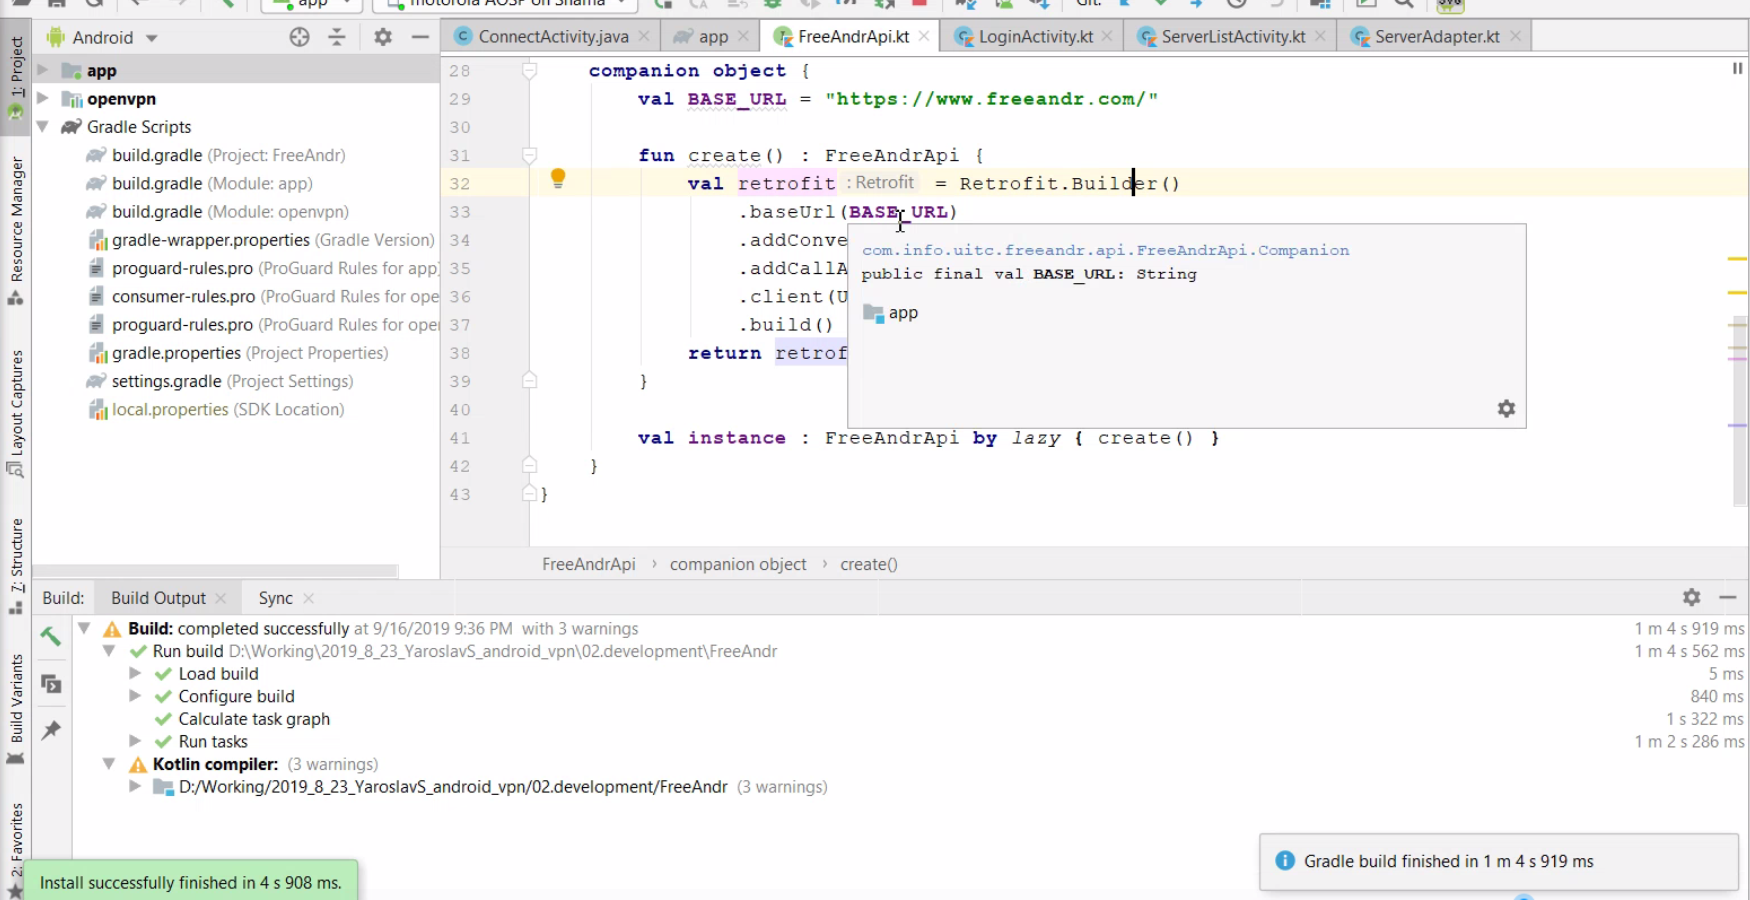 app
motorola AOSP on Shama
Git:
Android
ConnectActivity.java
app
FreeAndrApi.kt
LoginActivity.kt
ServerListActivity.kt
ServerAdapter.kt
1: Project
Resource Manager
Layout Captures
7: Structure
Build Variants
2: Favorites
app
openvpn
Gradle Scripts
build.gradle (Project: FreeAndr)
build.gradle (Module: app)
build.gradle (Module: openvpn)
gradle-wrapper.properties (Gradle Version)
proguard-rules.pro (ProGuard Rules for app)
consumer-rules.pro (ProGuard Rules for ope
proguard-rules.pro (ProGuard Rules for oper
gradle.properties (Project Properties)
settings.gradle (Project Settings)
local.properties (SDK Location)
28 companion object {
29 val BASE_URL = "https://www.freeandr.com/"
30
31 fun create() : FreeAndrApi {
32 val retrofit : Retrofit = Retrofit.Builder()
33 .baseUrl(BASE_URL)
34 .addConve
35 .addCallA
36 .client(U
37 .build()
38 return retrof
39 }
40
41 val instance : FreeAndrApi by lazy { create() }
42 }
43 }
com.info.uitc.freeandr.api.FreeAndrApi.Companion
public final val BASE_URL: String
app
FreeAndrApi › companion object › create()
Build: Build Output Sync
Build: completed successfully at 9/16/2019 9:36 PM with 3 warnings 1 m 4 s 919 ms
Run build D:\Working\2019_8_23_YaroslavS_android_vpn\02.development\FreeAndr 1 m 4 s 562 ms
Load build 5 ms
Configure build 840 ms
Calculate task graph 1 s 322 ms
Run tasks 1 m 2 s 286 ms
Kotlin compiler: (3 warnings)
D:/Working/2019_8_23_YaroslavS_android_vpn/02.development/FreeAndr (3 warnings)
Install successfully finished in 4 s 908 ms.
Gradle build finished in 1 m 4 s 919 ms